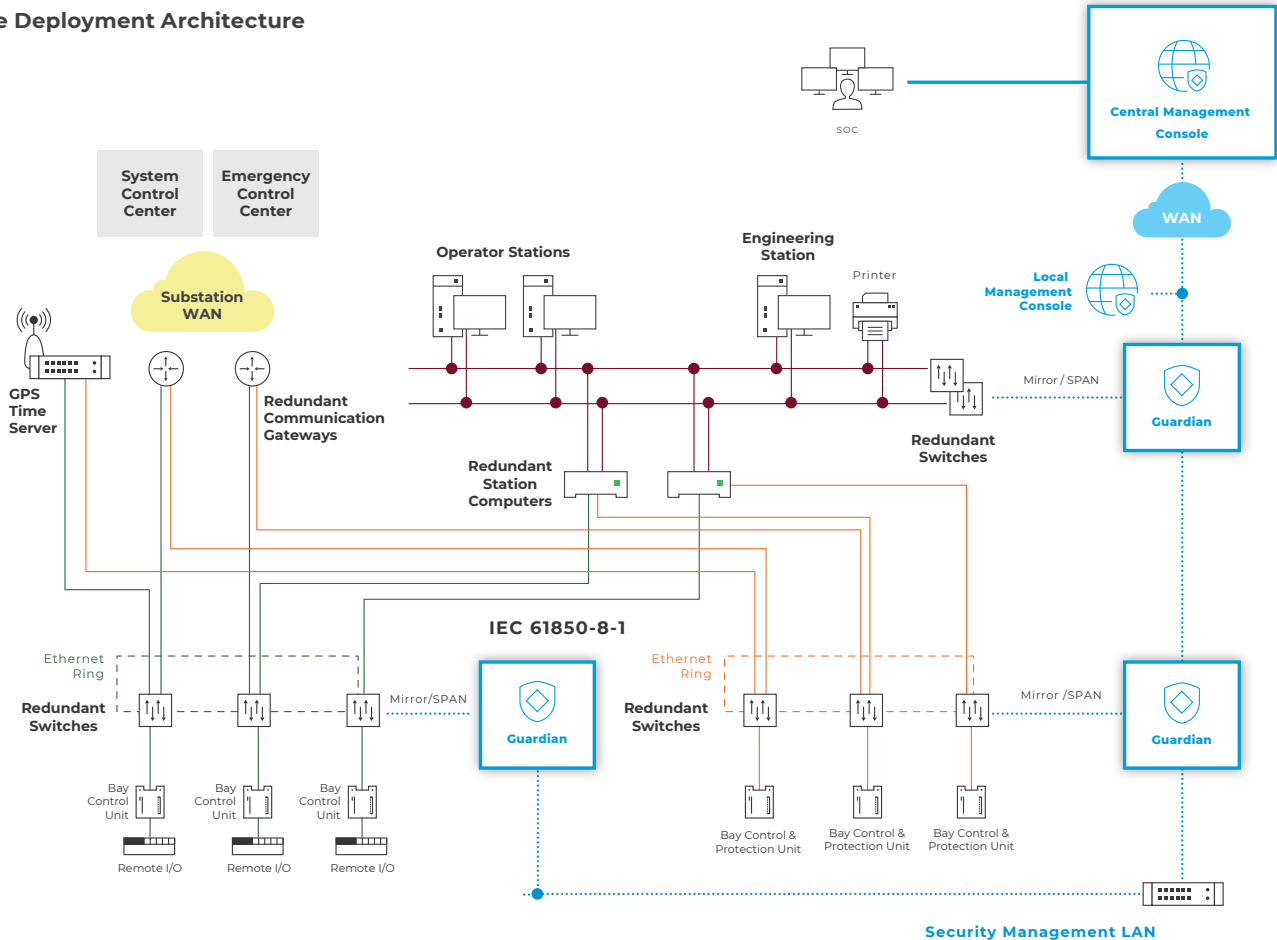 e Deployment Architecture
SOC
Central Management
Console
System
Control
Center
Emergency
Control
Center
WAN
Operator Stations
Engineering
Station
Printer
Local
Management
Console
Substation
WAN
GPS
Time
Server
Redundant
Communication
Gateways
Mirror / SPAN
Guardian
Redundant
Switches
Redundant
Station
Computers
IEC 61850-8-1
Ethernet
Ring
Redundant
Switches
Mirror/SPAN
Guardian
Ethernet
Ring
Redundant
Switches
Mirror /SPAN
Guardian
Bay
Control
Unit
Bay
Control
Unit
Bay
Control
Unit
Remote I/O
Remote I/O
Remote I/O
Bay Control &
Protection Unit
Bay Control &
Protection Unit
Bay Control &
Protection Unit
Security Management LAN